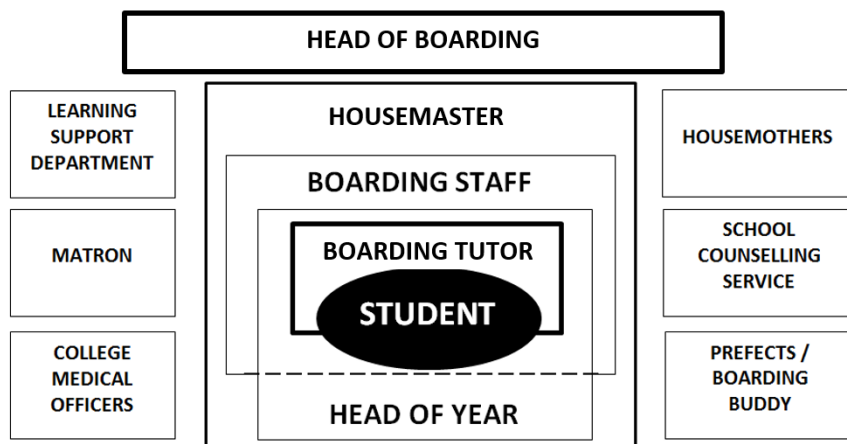 HEAD OF BOARDING
LEARNING
SUPPORT
DEPARTMENT
MATRON
COLLEGE
MEDICAL
OFFICERS
HOUSEMASTER
BOARDING STAFF
BOARDING TUTOR
STUDENT
HEAD OF YEAR
HOUSEMOTHERS
SCHOOL
COUNSELLING
SERVICE
PREFECTS /
BOARDING
BUDDY